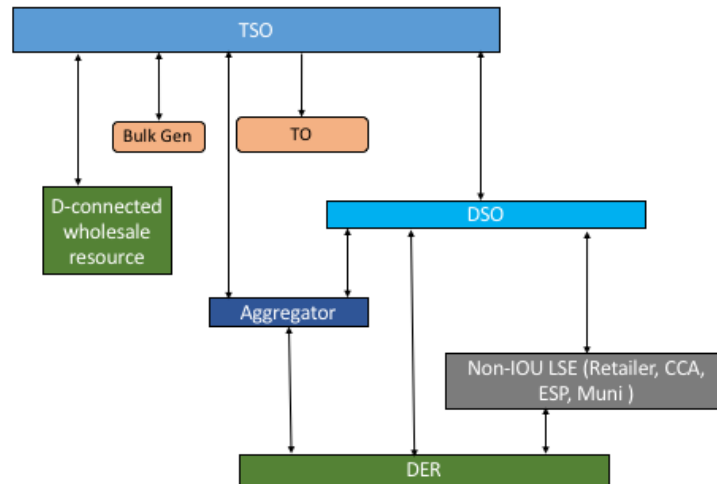 TSO
Bulk Gen
TO
D-connected
wholesale
resource
DSO
Aggregator
Non-IOU LSE (Retailer, CCA,
ESP, Muni )
DER